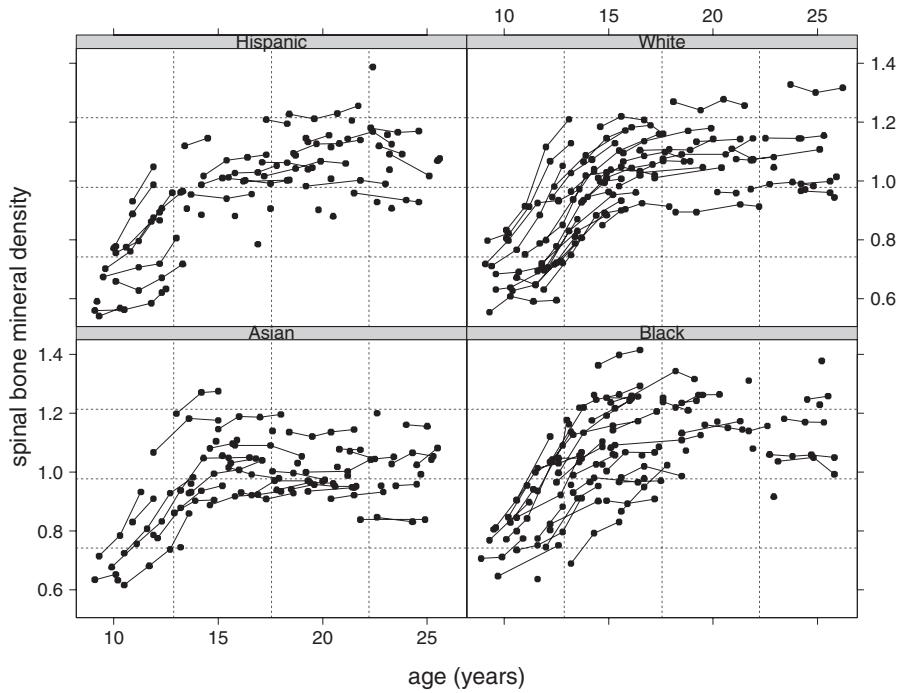 10 15 20 25
Hispanic White
1.4
1.2
1.0
0.8
0.6
spinal bone mineral density
Asian Black
1.4
1.2
1.0
0.8
0.6
10 15 20 25
age (years)